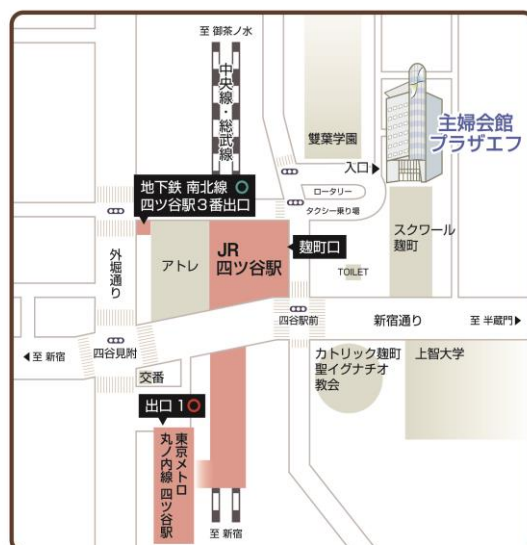 至 御茶ノ水
中央線・総武線
雙葉学園
主婦会館
プラザエフ
入口
地下鉄 南北線
四ツ谷駅3番出口
ロータリー
タクシー乗り場
スクワール
麹町
麹町口
外堀通り
アトレ
JR
四ツ谷駅
TOILET
四谷駅前
新宿通り
至 半蔵門
至 新宿
四谷見附
交番
カトリック麹町
聖イグナチオ
教会
上智大学
出口 1
東京メトロ
丸ノ内線 四ツ谷駅
至 新宿